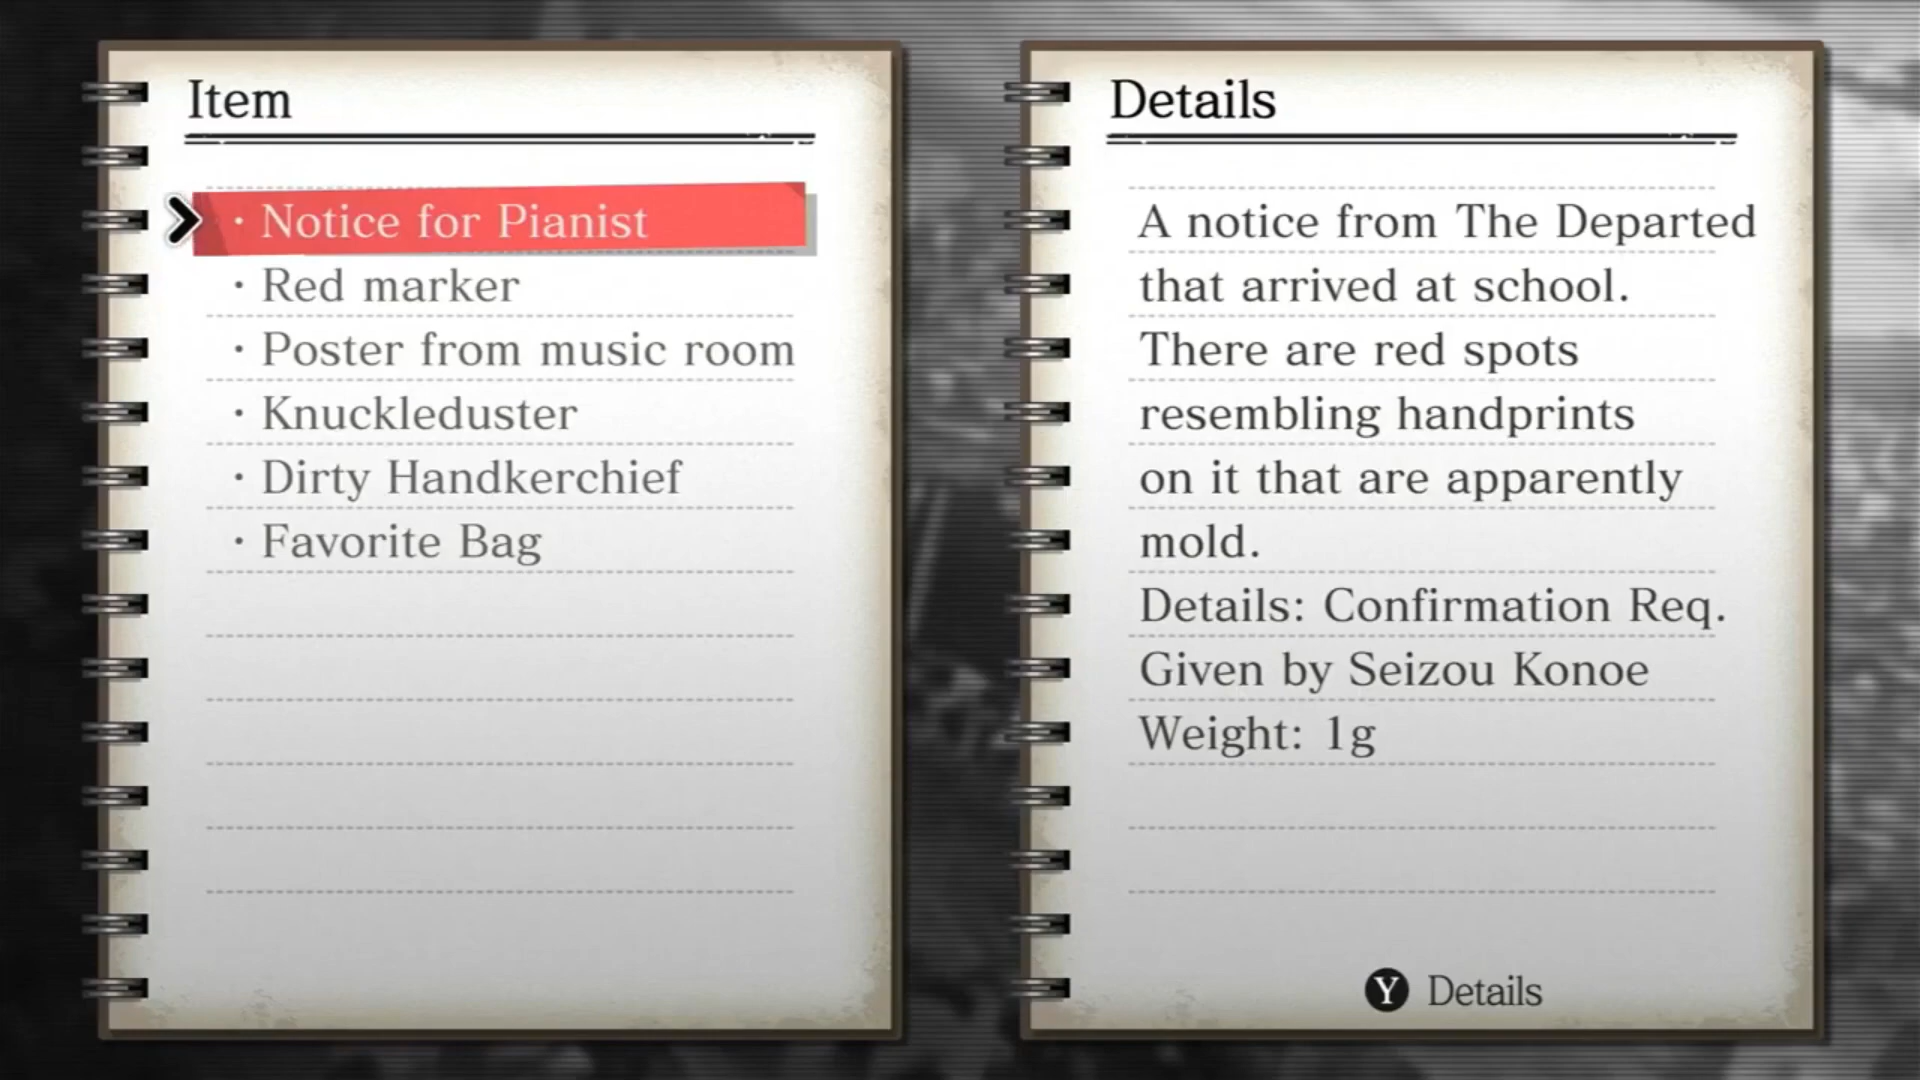 Item
· Notice for Pianist
· Red marker
· Poster from music room
· Knuckleduster
· Dirty Handkerchief
· Favorite Bag
Details
A notice from The Departed
that arrived at school.
There are red spots
resembling handprints
on it that are apparently
mold.
Details: Confirmation Req.
Given by Seizou Konoe
Weight: 1g
Y Details